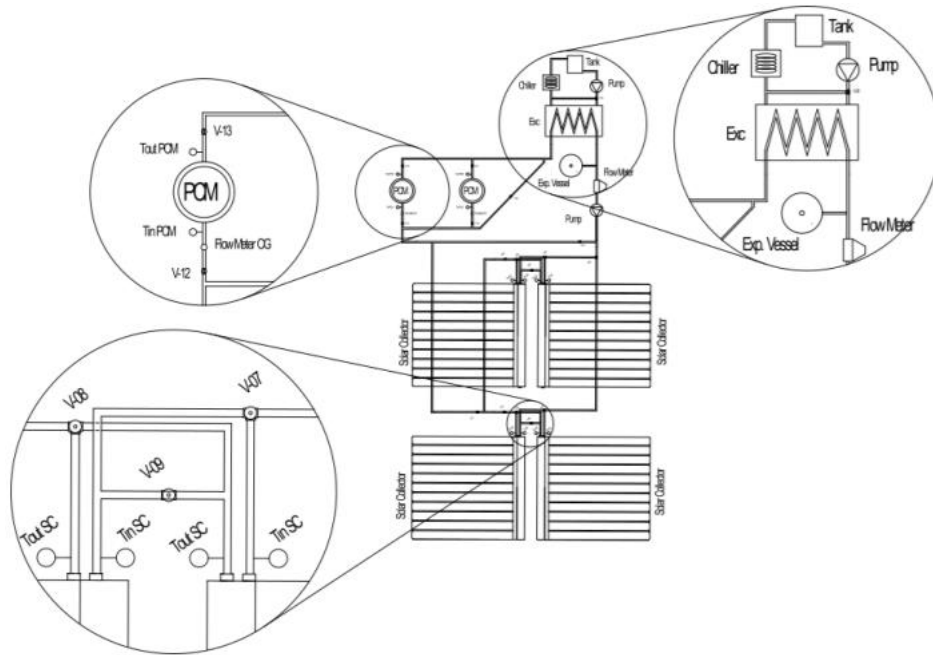 Tank
Chiller
Pump
Exc
Exp. Vessel
Flow Meter
Tank
Chiller
Pump
Exc
Exp. Vessel
Flow Meter
Pump
V-13
Tout PCM
PCM
Tin PCM
Flow Meter OG
V-12
PCM
PCM
Solar Collector
Solar Collector
Solar Collector
Solar Collector
V-08
V-07
V-09
Tout SC
Tin SC
Tout SC
Tin SC